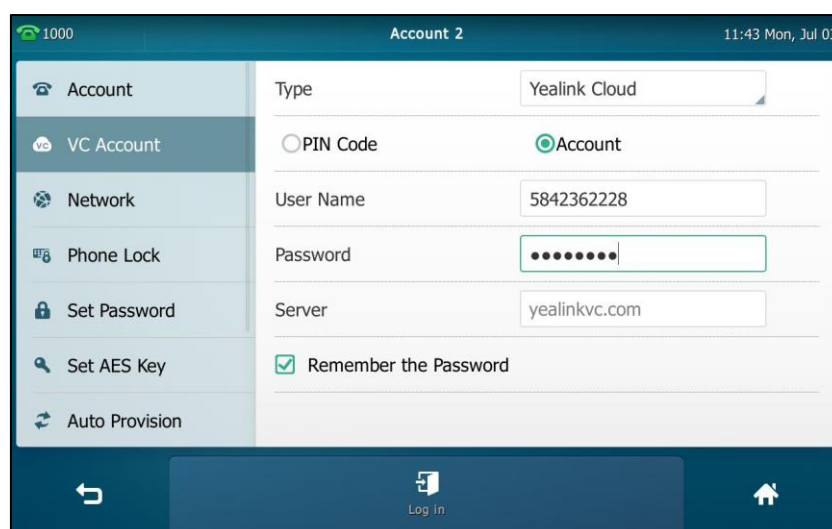 1000 Account 2 11:43 Mon, Jul 03
Account
VC Account
Network
Phone Lock
Set Password
Set AES Key
Auto Provision
Type Yealink Cloud
PIN Code Account
User Name 5842362228
Password ••••••••
Server yealinkvc.com
Remember the Password
Log in